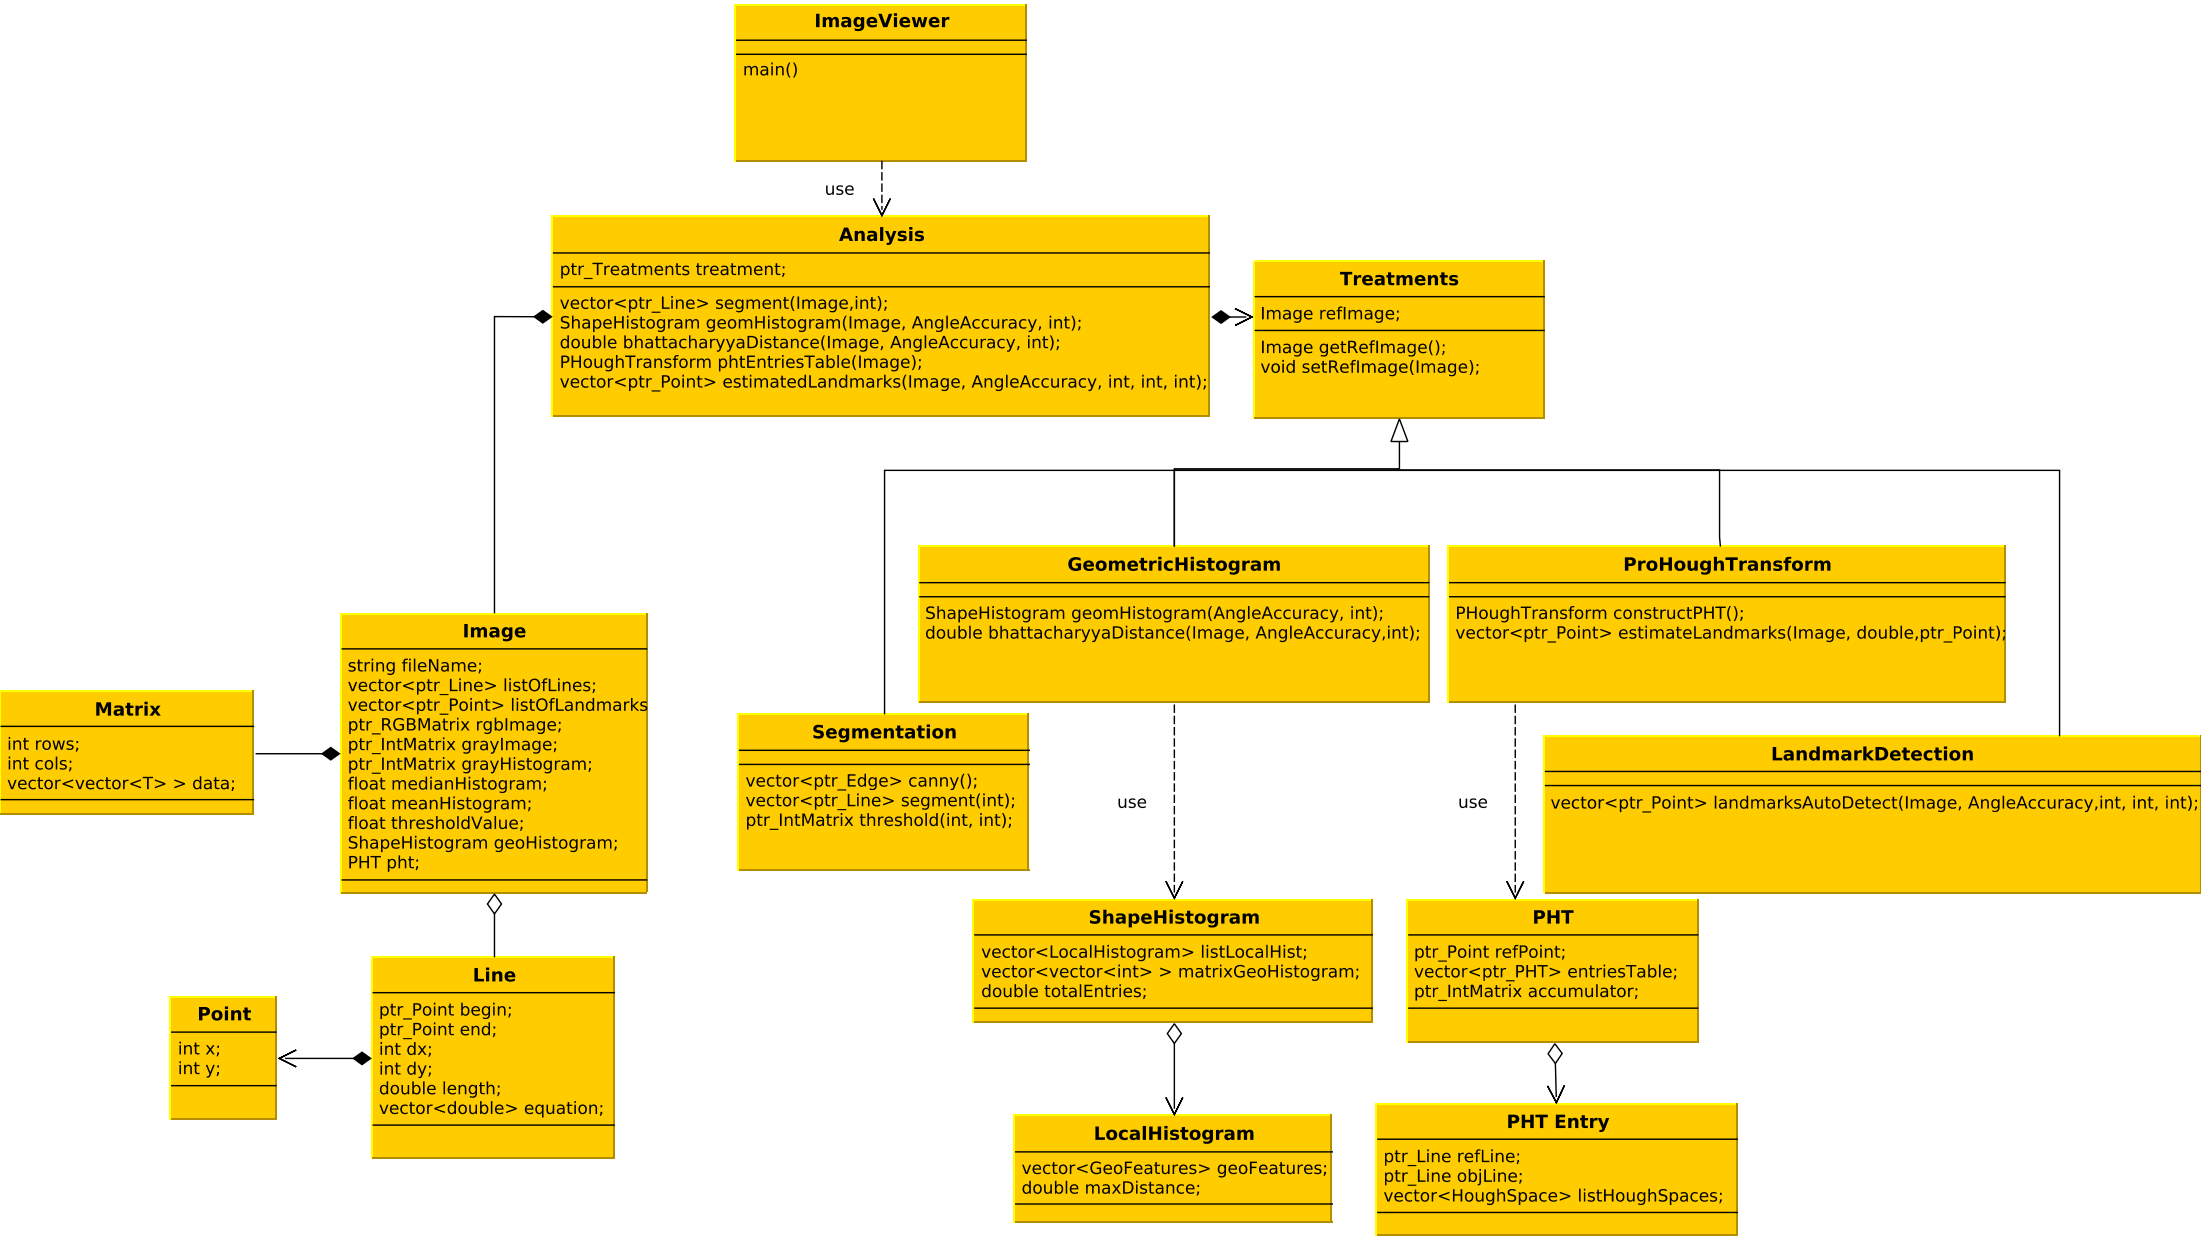 ImageViewer
main()
use
Analysis
ptr_Treatments treatment;
vector<ptr_Line> segment(Image,int);
ShapeHistogram geomHistogram(Image, AngleAccuracy, int);
double bhattacharyyaDistance(Image, AngleAccuracy, int);
PHoughTransform phtEntriesTable(Image);
vector<ptr_Point> estimatedLandmarks(Image, AngleAccuracy, int, int, int);
Treatments
Image refImage;
Image getRefImage();
void setRefImage(Image);
GeometricHistogram
ShapeHistogram geomHistogram(AngleAccuracy, int);
double bhattacharyyaDistance(Image, AngleAccuracy,int);
ProHoughTransform
PHoughTransform constructPHT();
vector<ptr_Point> estimateLandmarks(Image, double,ptr_Point);
Image
string fileName;
vector<ptr_Line> listOfLines;
vector<ptr_Point> listOfLandmarks
ptr_RGBMatrix rgbImage;
ptr_IntMatrix grayImage;
ptr_IntMatrix grayHistogram;
float medianHistogram;
float meanHistogram;
float thresholdValue;
ShapeHistogram geoHistogram;
PHT pht;
Matrix
int rows;
int cols;
vector<vector<T> > data;
Segmentation
vector<ptr_Edge> canny();
vector<ptr_Line> segment(int);
ptr_IntMatrix threshold(int, int);
use
use
LandmarkDetection
vector<ptr_Point> landmarksAutoDetect(Image, AngleAccuracy,int, int, int);
ShapeHistogram
vector<LocalHistogram> listLocalHist;
vector<vector<int> > matrixGeoHistogram;
double totalEntries;
PHT
ptr_Point refPoint;
vector<ptr_PHT> entriesTable;
ptr_IntMatrix accumulator;
Line
ptr_Point begin;
ptr_Point end;
int dx;
int dy;
double length;
vector<double> equation;
Point
int x;
int y;
LocalHistogram
vector<GeoFeatures> geoFeatures;
double maxDistance;
PHT Entry
ptr_Line refLine;
ptr_Line objLine;
vector<HoughSpace> listHoughSpaces;